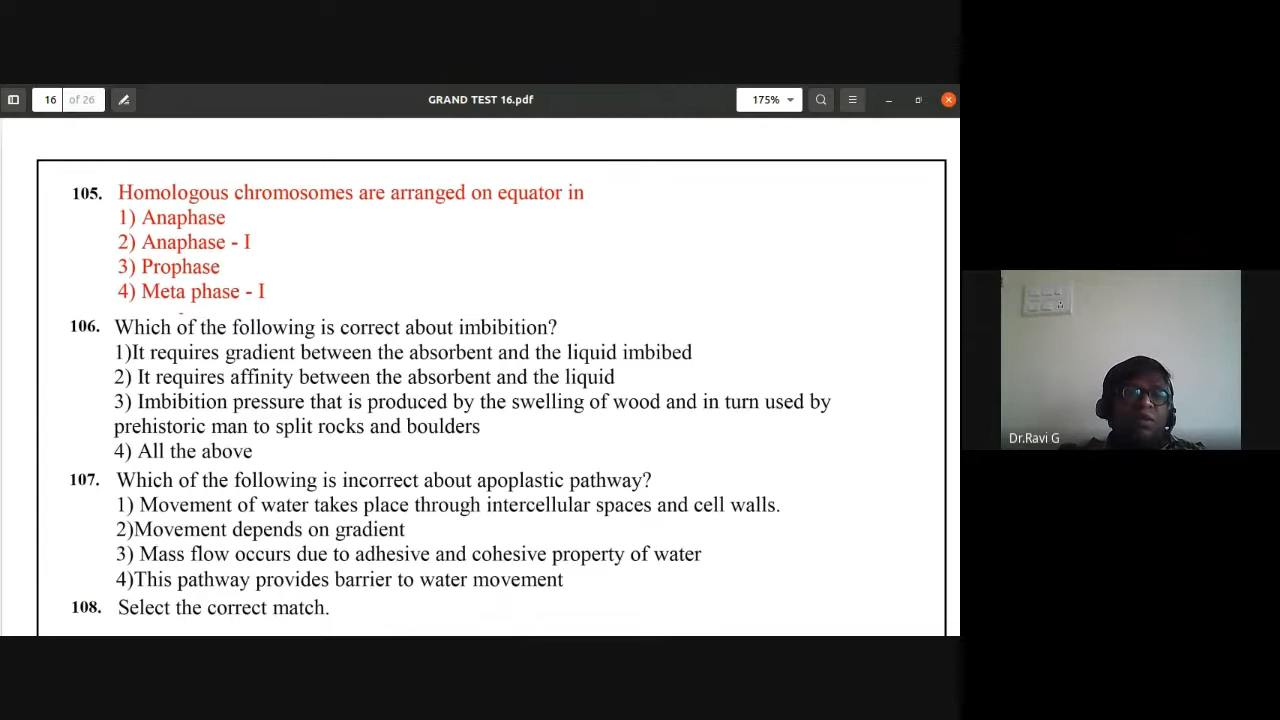 16 of 26
GRAND TEST 16.pdf
175%
105. Homologous chromosomes are arranged on equator in
1) Anaphase
2) Anaphase - I
3) Prophase
4) Meta phase - I
106. Which of the following is correct about imbibition?
1)It requires gradient between the absorbent and the liquid imbibed
2) It requires affinity between the absorbent and the liquid
3) Imbibition pressure that is produced by the swelling of wood and in turn used by
prehistoric man to split rocks and boulders
4) All the above
107. Which of the following is incorrect about apoplastic pathway?
1) Movement of water takes place through intercellular spaces and cell walls.
2)Movement depends on gradient
3) Mass flow occurs due to adhesive and cohesive property of water
4)This pathway provides barrier to water movement
108. Select the correct match.
Dr.Ravi G